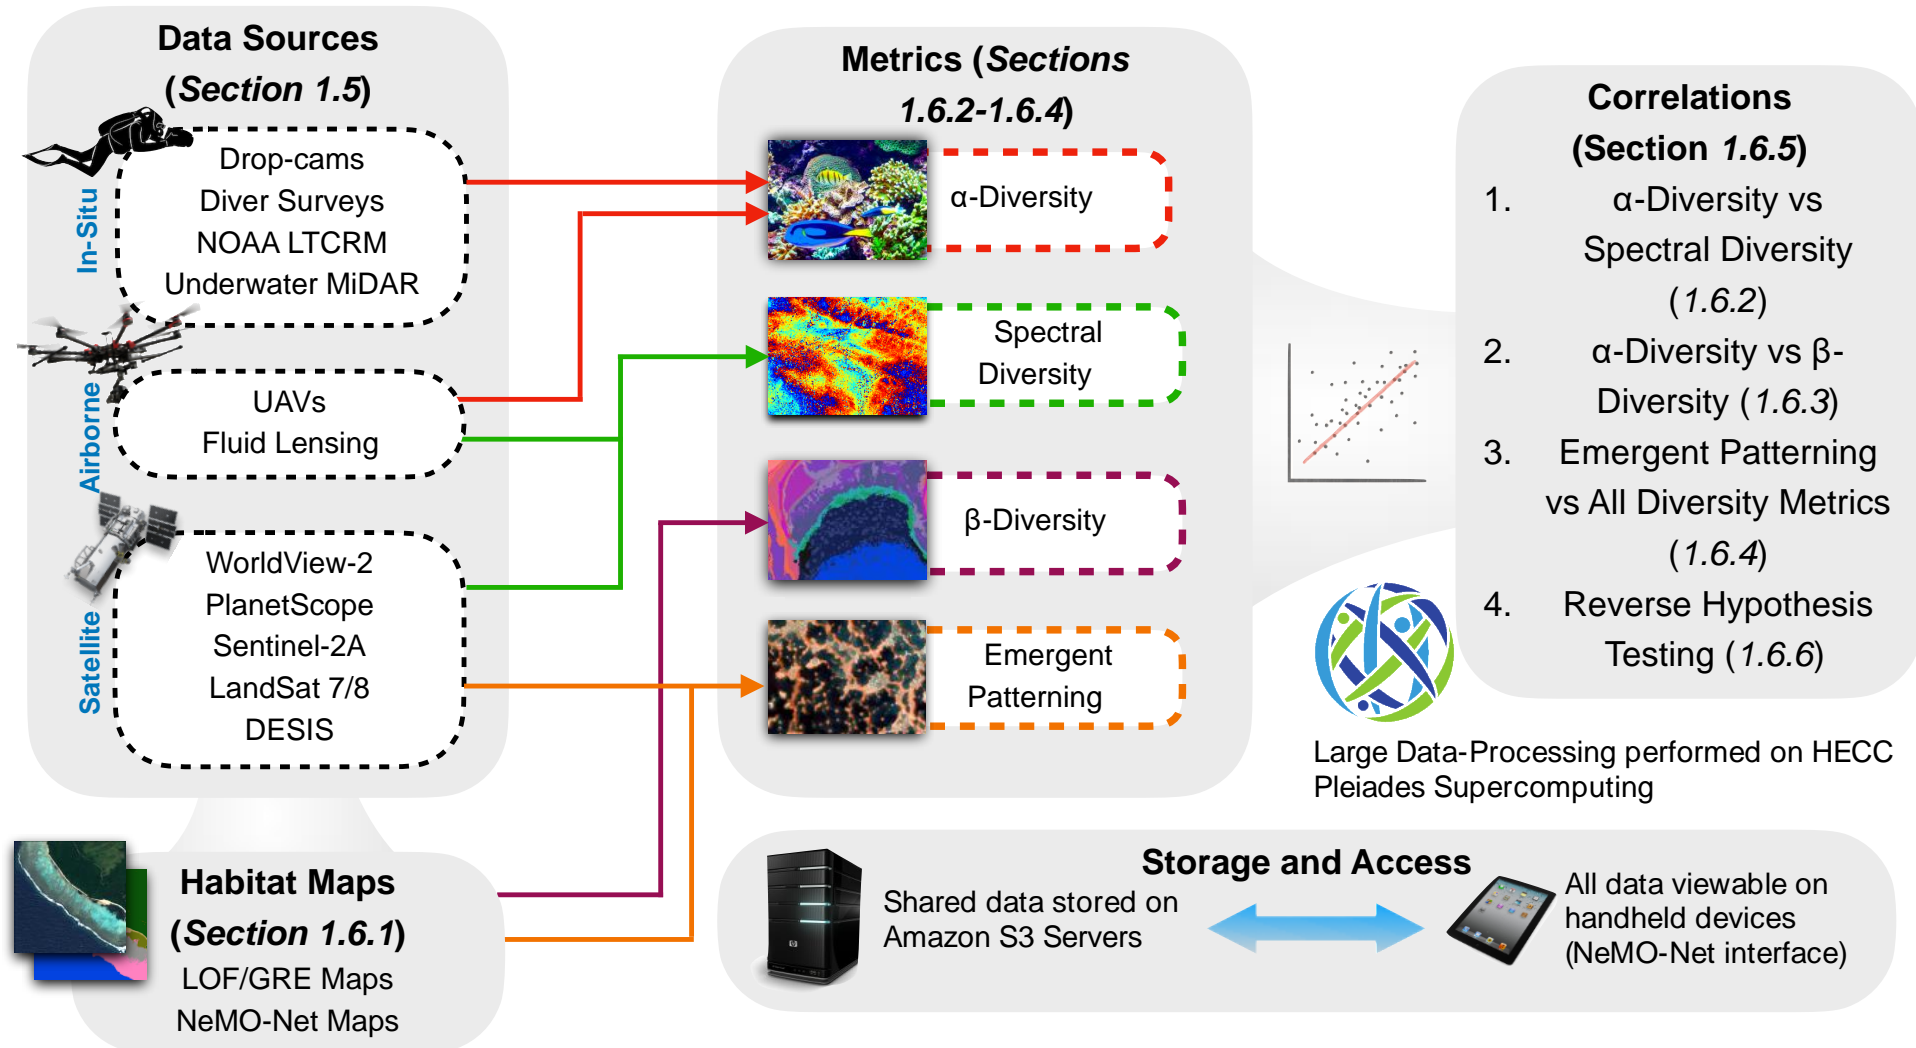 Data Sources
(Section 1.5)
In-Situ
Drop-cams
Diver Surveys
NOAA LTCRM
Underwater MiDAR
Airborne
UAVs
Fluid Lensing
Satellite
WorldView-2
PlanetScope
Sentinel-2A
LandSat 7/8
DESIS
Habitat Maps
(Section 1.6.1)
LOF/GRE Maps
NeMO-Net Maps
Metrics (Sections
1.6.2-1.6.4)
α-Diversity
Spectral
Diversity
β-Diversity
Emergent
Patterning
Correlations
(Section 1.6.5)
1. α-Diversity vs
Spectral Diversity
(1.6.2)
2. α-Diversity vs β-
Diversity (1.6.3)
3. Emergent Patterning
vs All Diversity Metrics
(1.6.4)
4. Reverse Hypothesis
Testing (1.6.6)
Large Data-Processing performed on HECC
Pleiades Supercomputing
Storage and Access
Shared data stored on
Amazon S3 Servers
All data viewable on
handheld devices
(NeMO-Net interface)